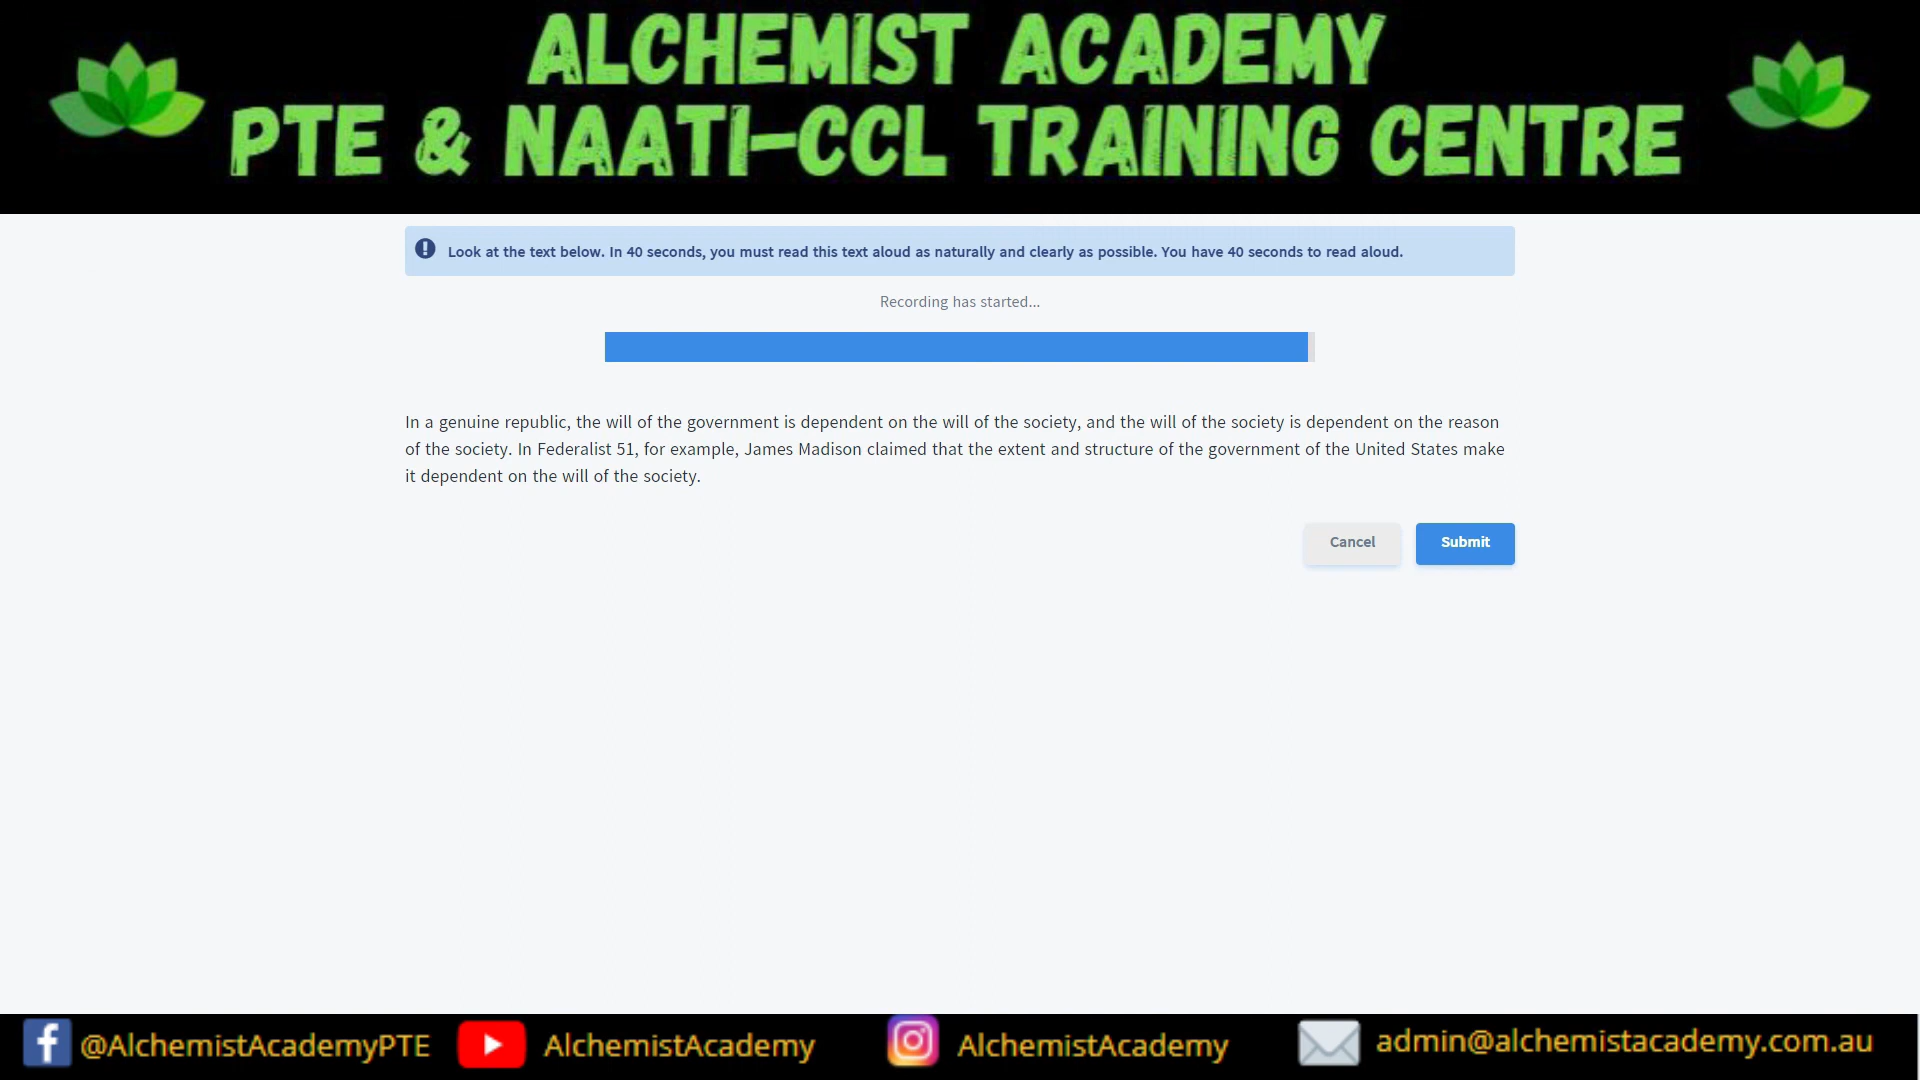 ALCHEMIST ACADEMY
PTE & NAATI-CCL TRAINING CENTRE
Look at the text below. In 40 seconds, you must read this text aloud as naturally and clearly as possible. You have 40 seconds to read aloud.
Recording has started...
In a genuine republic, the will of the government is dependent on the will of the society, and the will of the society is dependent on the reason
of the society. In Federalist 51, for example, James Madison claimed that the extent and structure of the government of the United States make
it dependent on the will of the society.
Cancel Submit
@AlchemistAcademyPTE AlchemistAcademy AlchemistAcademy admin@alchemistacademy.com.au